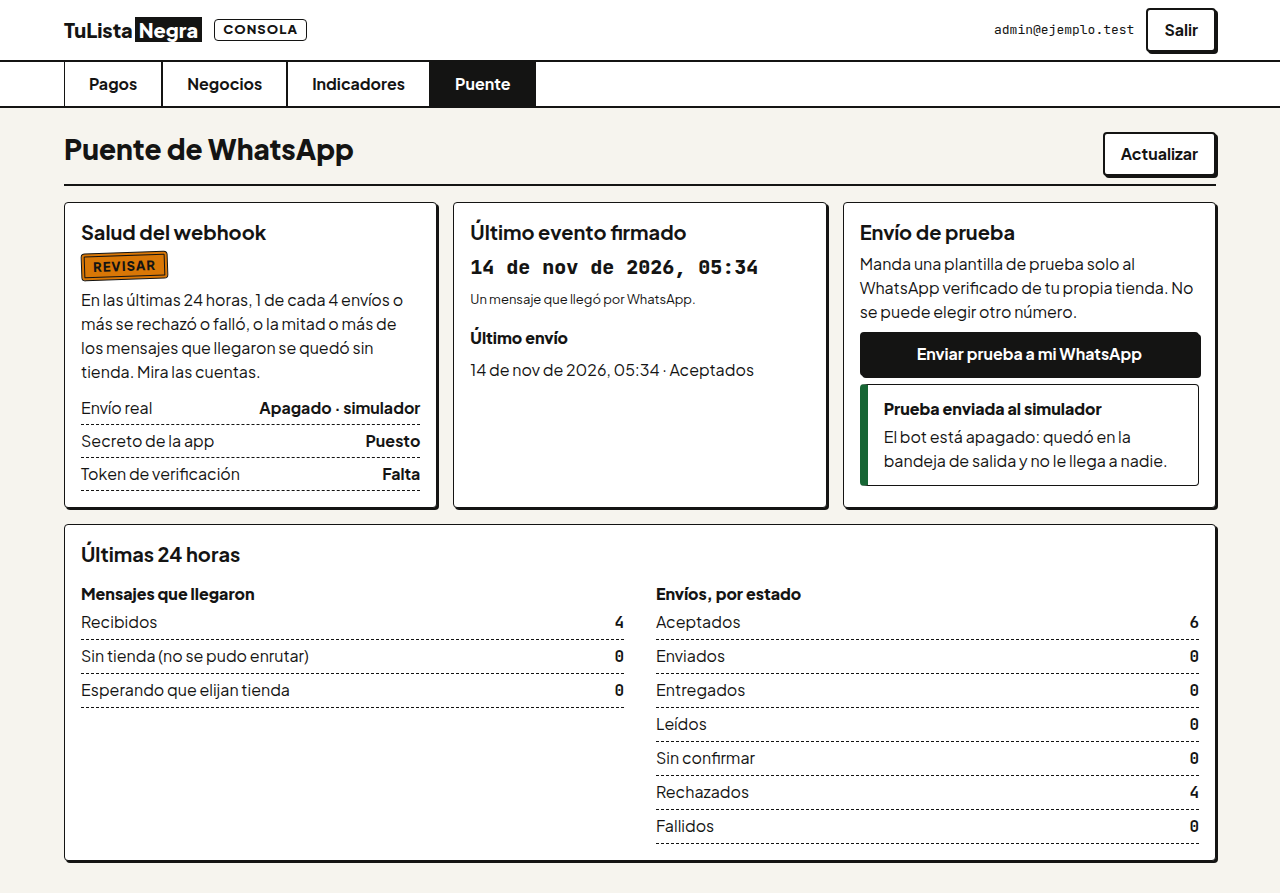 TuLista Negra CONSOLA
admin@ejemplo.test
Salir
Pagos
Negocios
Indicadores
Puente
Puente de WhatsApp
Actualizar
Salud del webhook
REVISAR
En las últimas 24 horas, 1 de cada 4 envíos o
más se rechazó o falló, o la mitad o más de
los mensajes que llegaron se quedó sin
tienda. Mira las cuentas.
Envío real Apagado · simulador
Secreto de la app Puesto
Token de verificación Falta
Último evento firmado
14 de nov de 2026, 05:34
Un mensaje que llegó por WhatsApp.
Último envío
14 de nov de 2026, 05:34 · Aceptados
Envío de prueba
Manda una plantilla de prueba solo al
WhatsApp verificado de tu propia tienda. No
se puede elegir otro número.
Enviar prueba a mi WhatsApp
Prueba enviada al simulador
El bot está apagado: quedó en la
bandeja de salida y no le llega a nadie.
Últimas 24 horas
Mensajes que llegaron
Recibidos 4
Sin tienda (no se pudo enrutar) 0
Esperando que elijan tienda 0
Envíos, por estado
Aceptados 6
Enviados 0
Entregados 0
Leídos 0
Sin confirmar 0
Rechazados 4
Fallidos 0